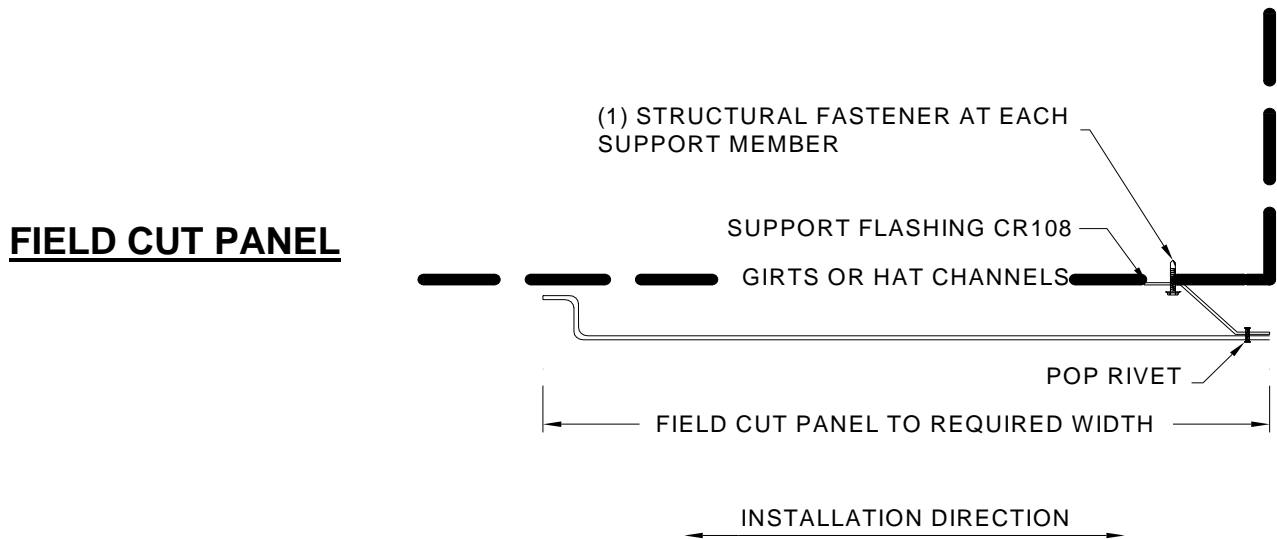 (1) STRUCTURAL FASTENER AT EACH
SUPPORT MEMBER
SUPPORT FLASHING CR108
FIELD CUT PANEL
GIRTS OR HAT CHANNELS
POP RIVET
FIELD CUT PANEL TO REQUIRED WIDTH
INSTALLATION DIRECTION